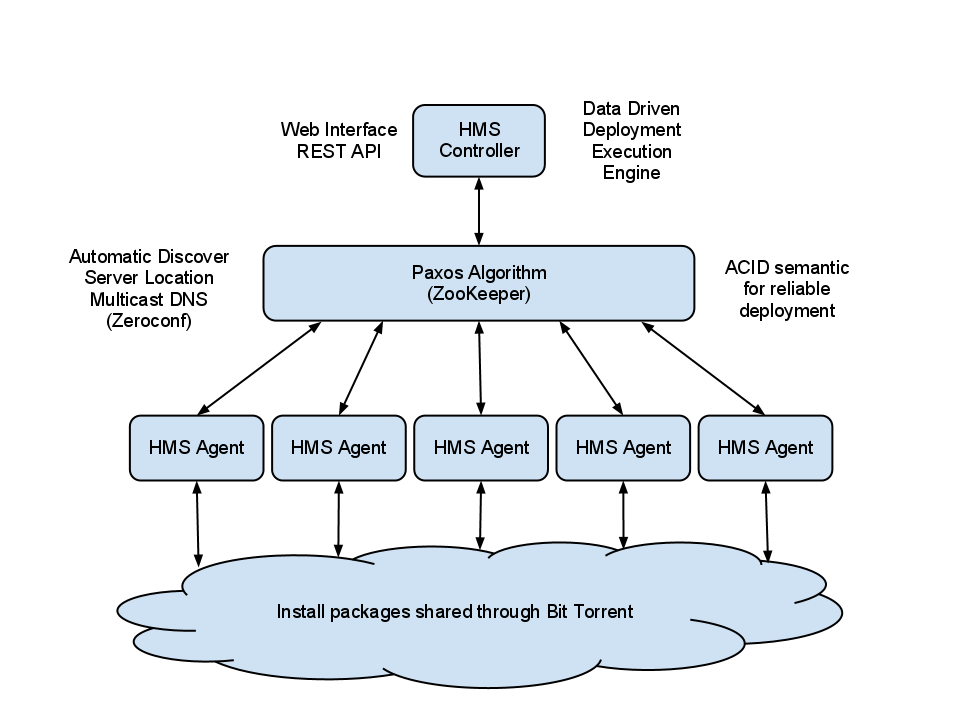 Web Interface
REST API
HMS
Controller
Data Driven
Deployment
Execution
Engine
Automatic Discover
Server Location
Multicast DNS
(Zeroconf)
Paxos Algorithm
(ZooKeeper)
ACID semantic
for reliable
deployment
HMS Agent
HMS Agent
HMS Agent
HMS Agent
HMS Agent
Install packages shared through Bit Torrent